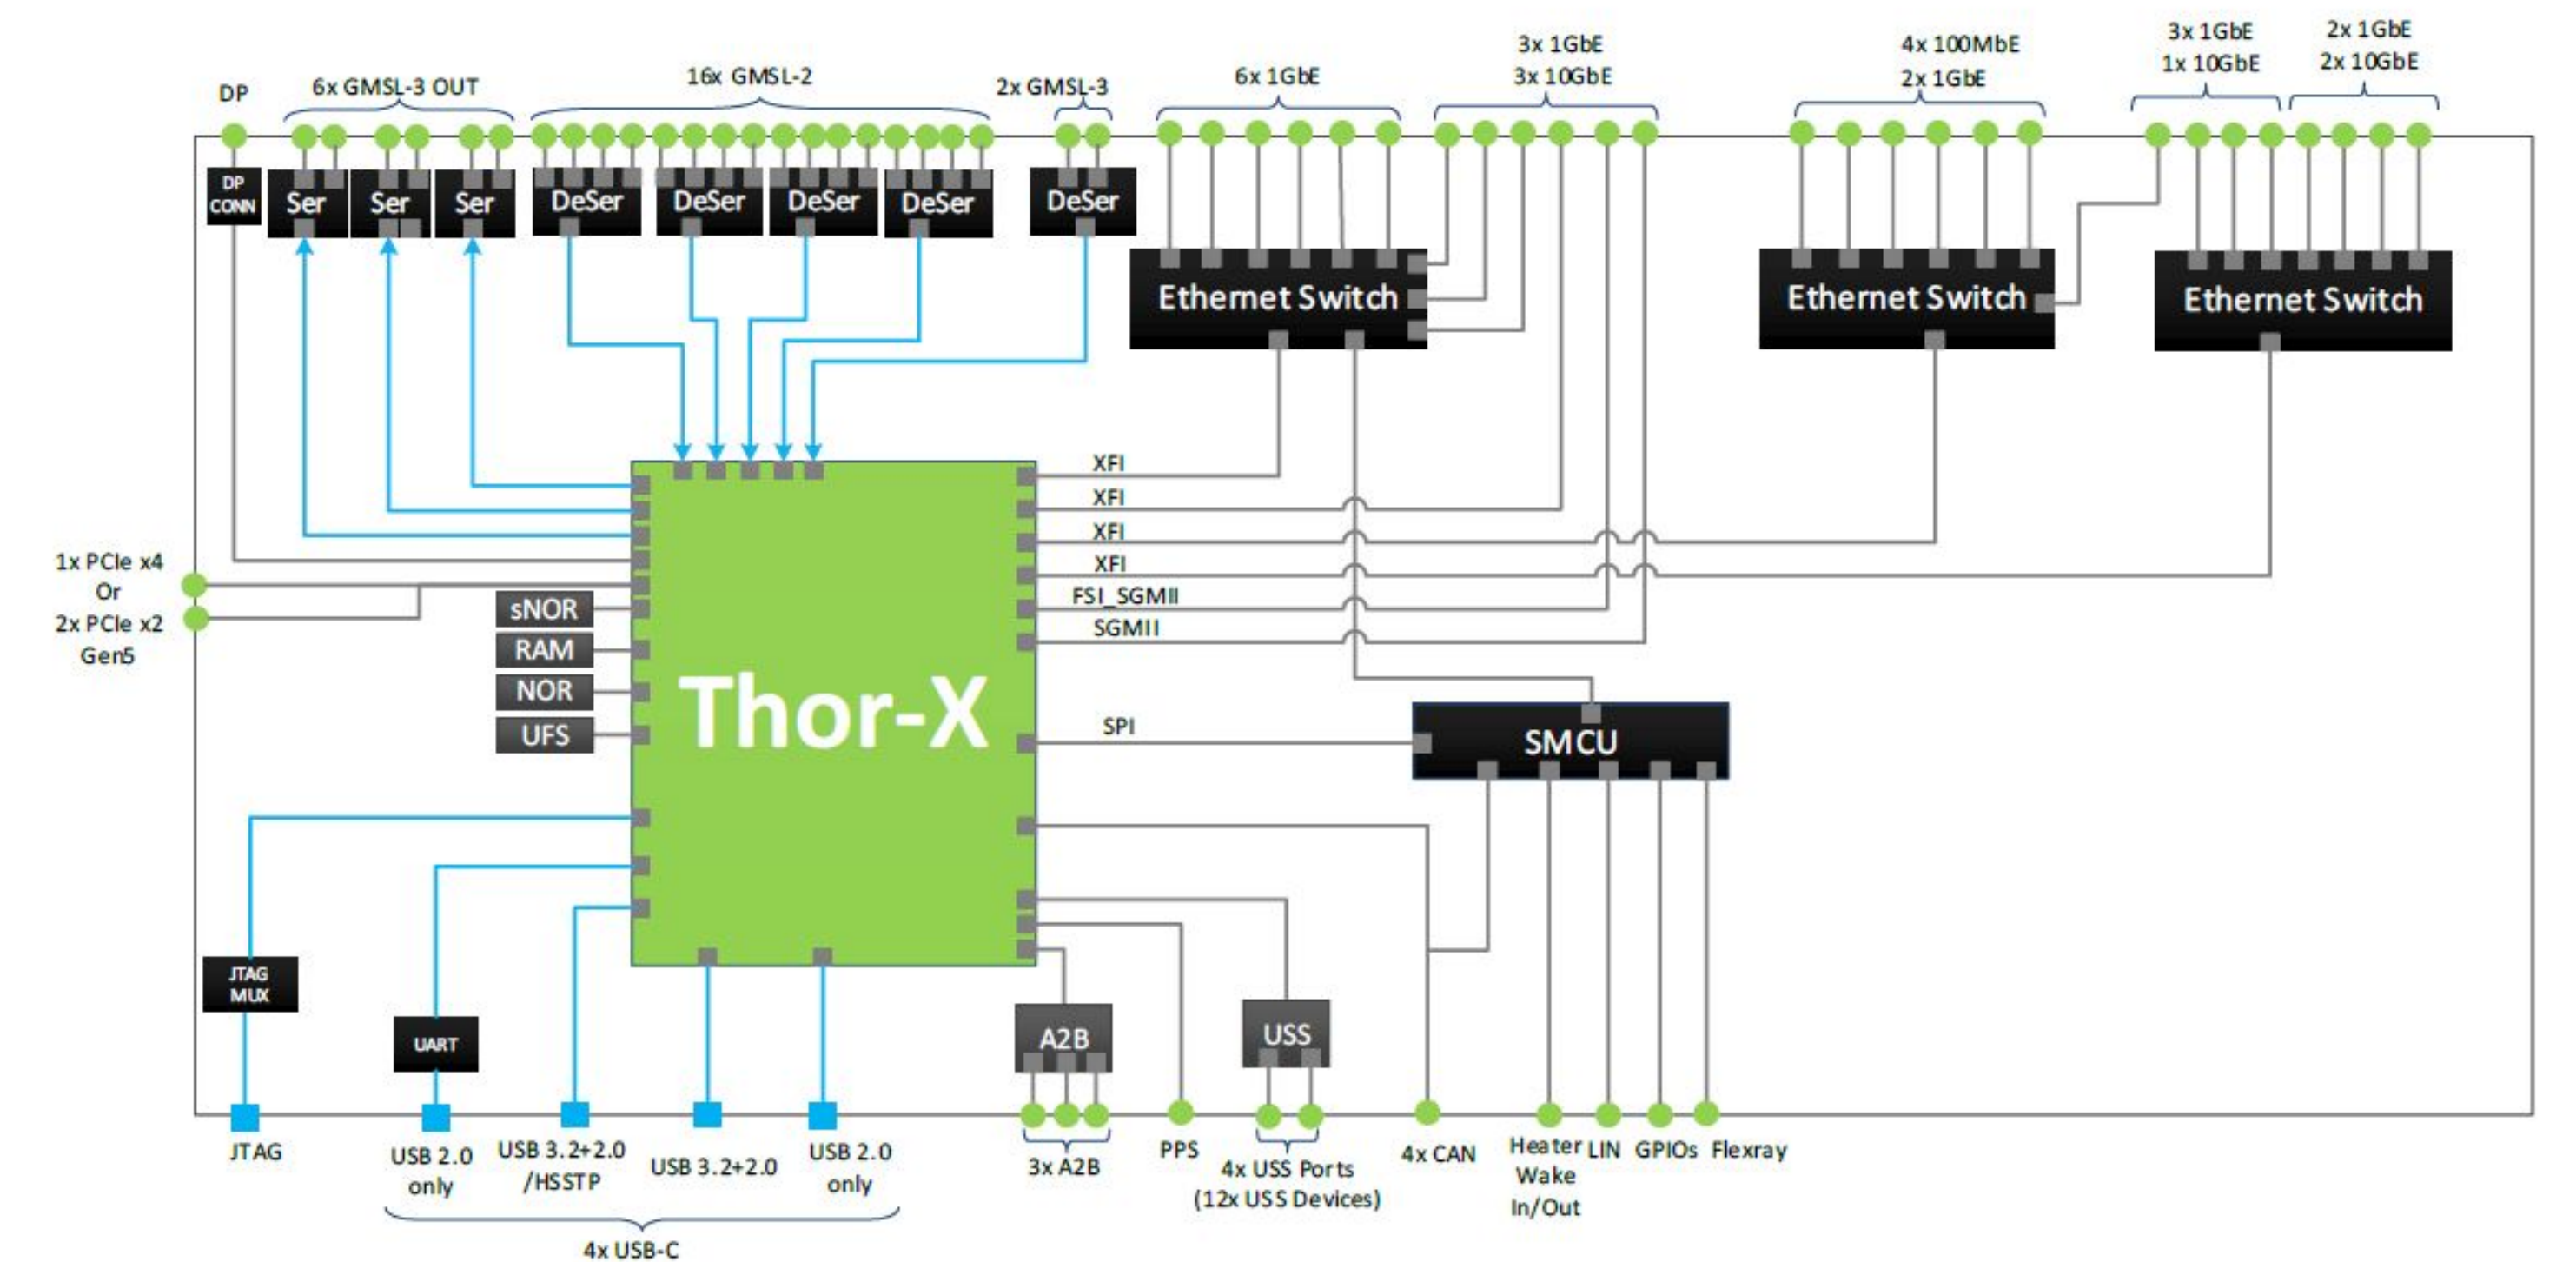 DP
6x GMSL-3 OUT
16x GMSL-2
2x GMSL-3
6x 1GbE
3x 1GbE
3x 10GbE
4x 100MbE
2x 1GbE
3x 1GbE
1x 10GbE
2x 1GbE
2x 10GbE
DP
CONN
Ser
Ser
Ser
DeSer
DeSer
DeSer
DeSer
DeSer
Ethernet Switch
Ethernet Switch
Ethernet Switch
XFI
XFI
XFI
XFI
FSI_SGMII
SGMII
SPI
1x PCIe x4
Or
2x PCIe x2
Gen5
sNOR
RAM
NOR
UFS
Thor-X
SMCU
JTAG
MUX
UART
A2B
USS
JTAG
USB 2.0
only
USB 3.2+2.0
/HSSTP
USB 3.2+2.0
USB 2.0
only
4x USB-C
3x A2B
PPS
4x USS Ports
(12x USS Devices)
4x CAN
Heater
Wake
In/Out
LIN
GPIOs
Flexray